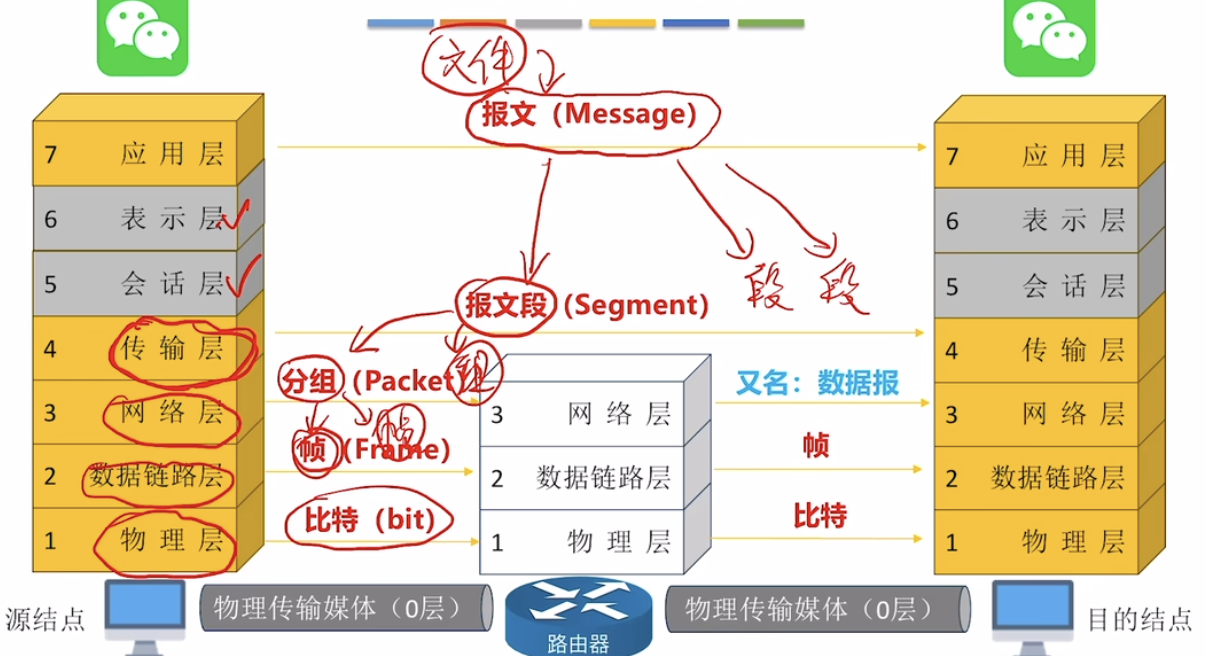 文件
报文（Message）
7 应用层
7 应用层
6 表示层
6 表示层
5 会话层
段 段
5 会话层
报文段（Segment）
4 传输层
4 传输层
分组（Packet）
组
又名：数据报
3 网络层
3 网络层
3 网络层
帧（Frame）
帧
帧
2 数据链路层
2 数据链路层
2 数据链路层
比特（bit）
比特
1 物理层
1 物理层
1 物理层
源结点
物理传输媒体（0层）
路由器
物理传输媒体（0层）
目的结点